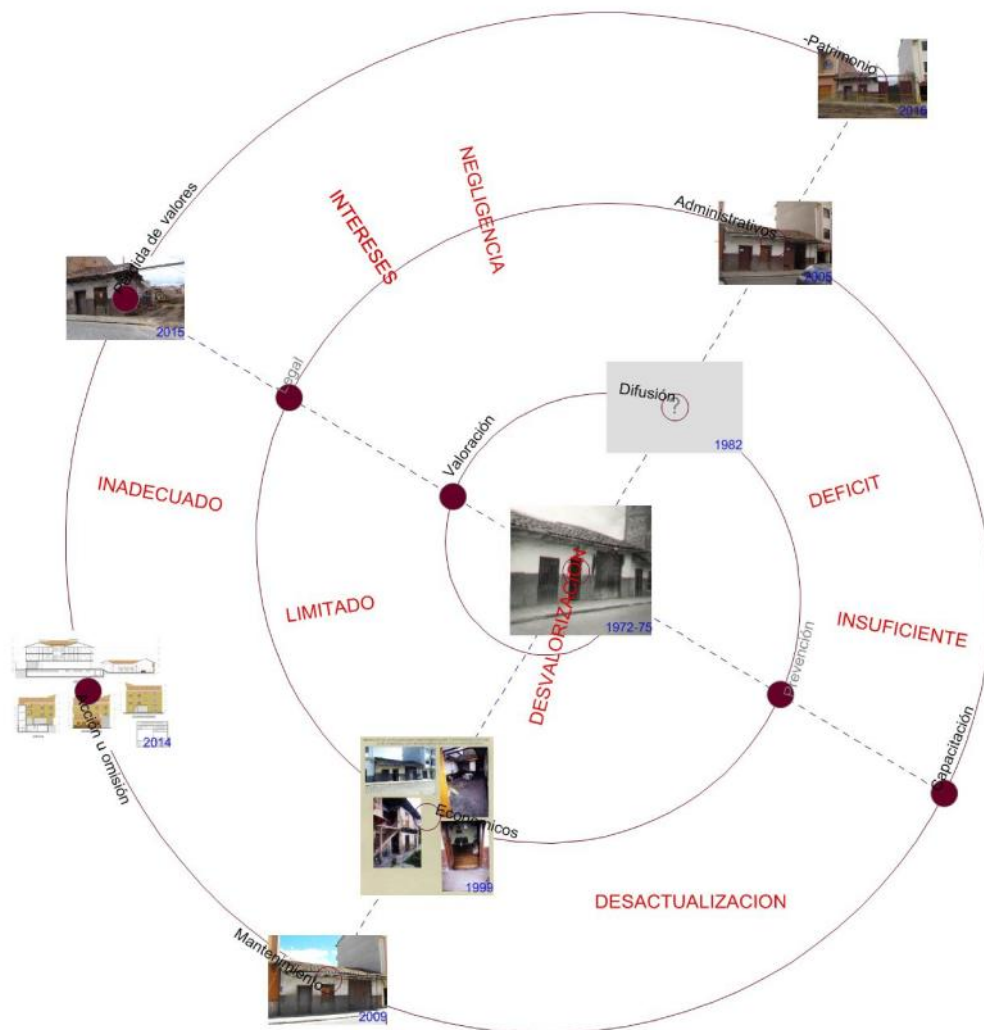 -Patrimonio
2015
NEGLIGENCIA
INTERESES
Pérdida de valores
2015
Administrativos
2005
Legal
Difusión
?
1982
Valoración
INADECUADO
DEFICIT
LIMITADO
DESVALORIZACION
1972-75
INSUFICIENTE
Prevención
Acción u omisión
2014
Capacitación
Económicos
1999
DESACTUALIZACION
Mantenimiento
2009